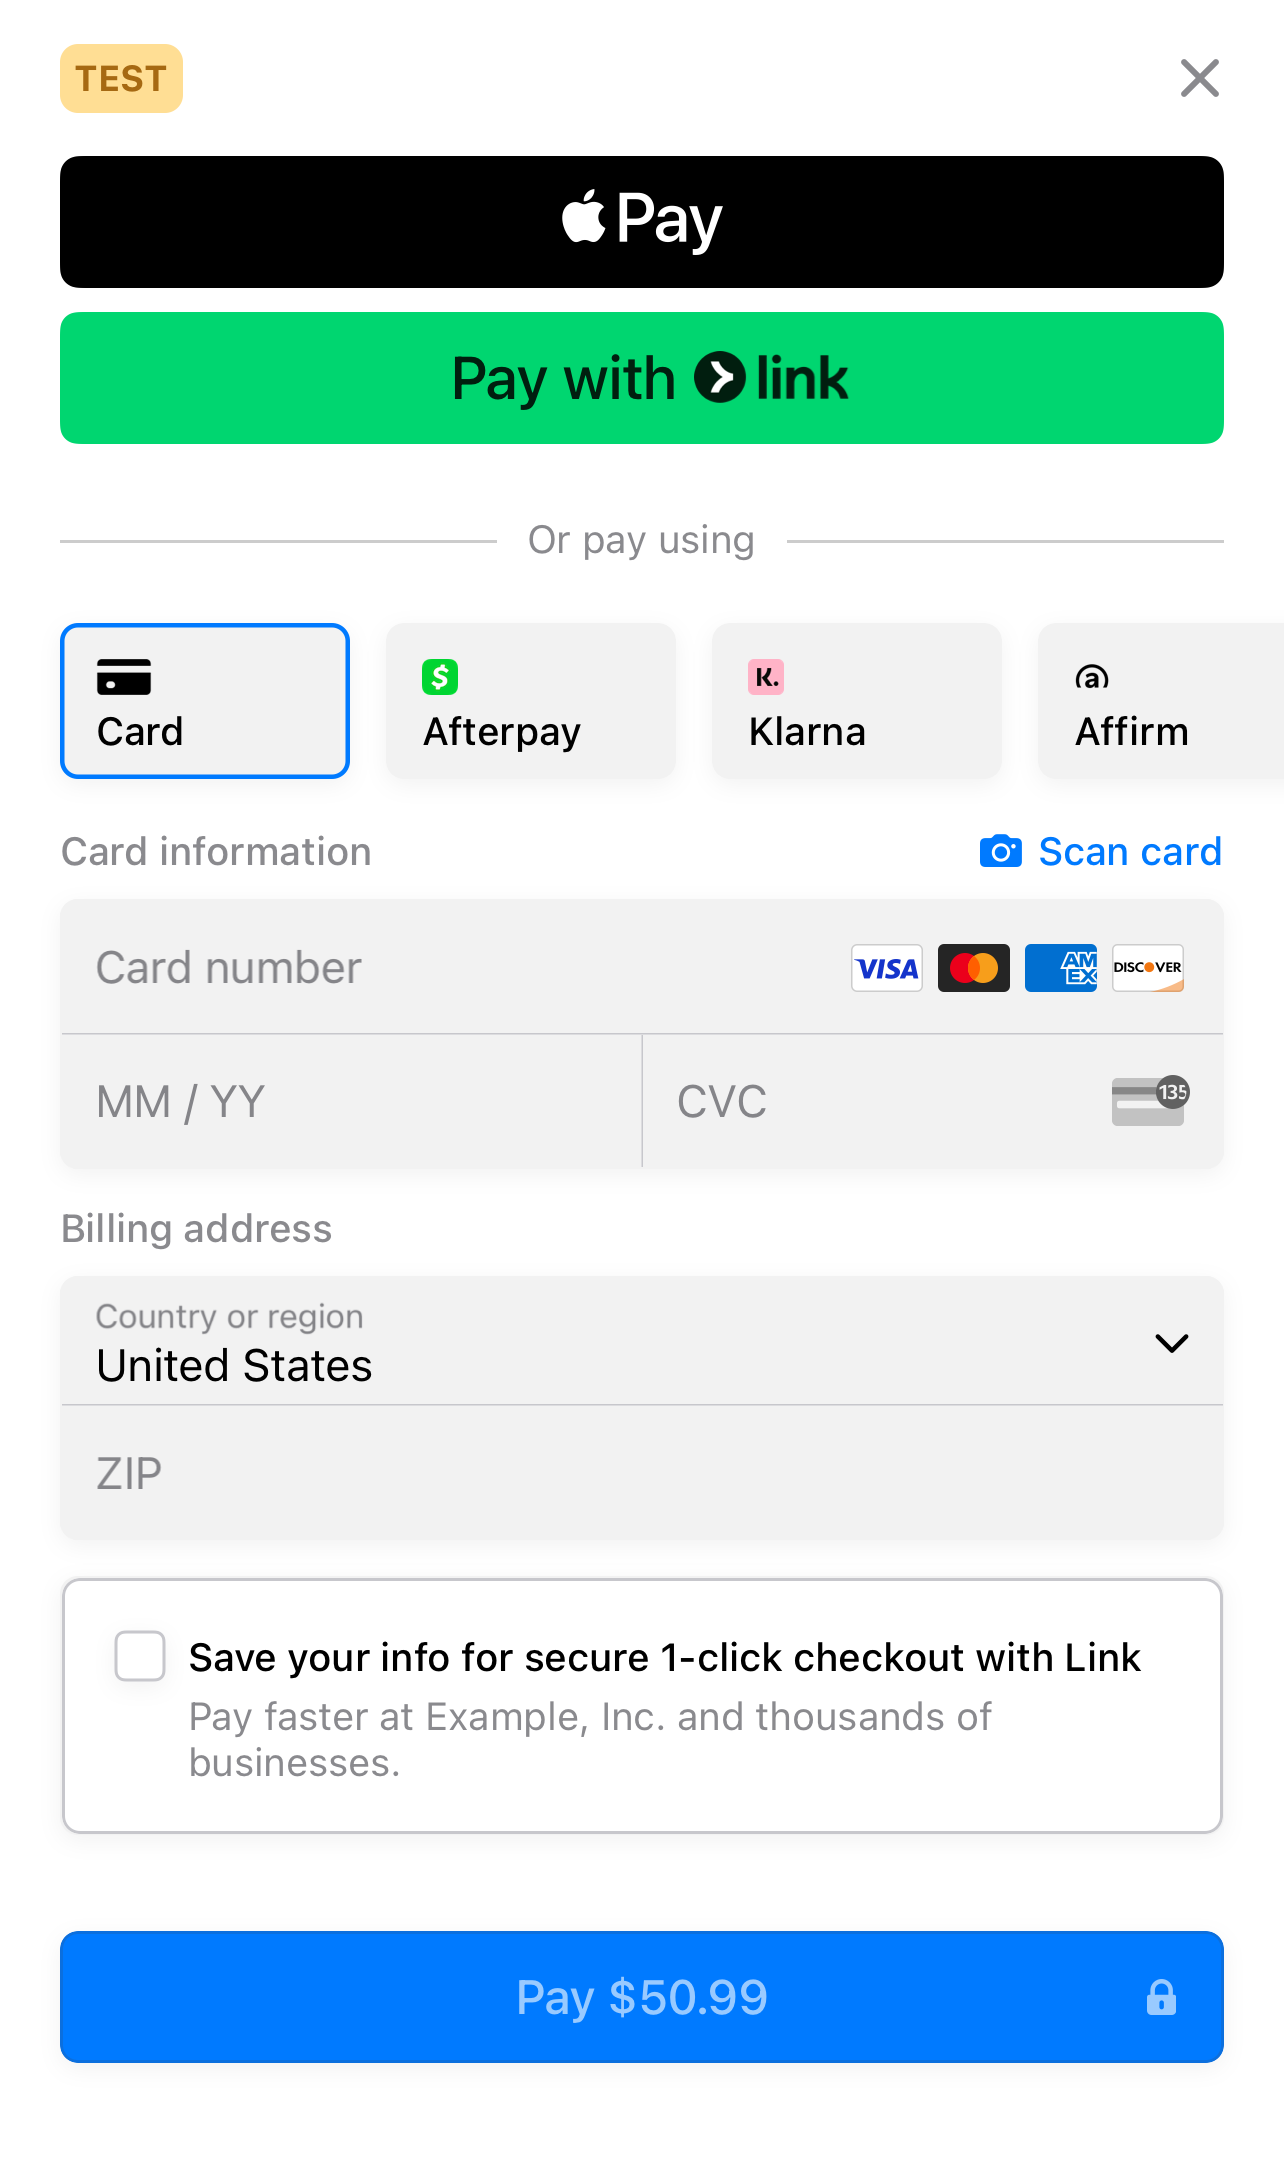 TEST
Pay
Pay with link
Or pay using
Card
Afterpay
Klarna
Affirm
Card information
Scan card
Card number
VISA
AMEX
DISCOVER
MM / YY
CVC
135
Billing address
Country or region
United States
ZIP
Save your info for secure 1-click checkout with Link
Pay faster at Example, Inc. and thousands of
businesses.
Pay $50.99